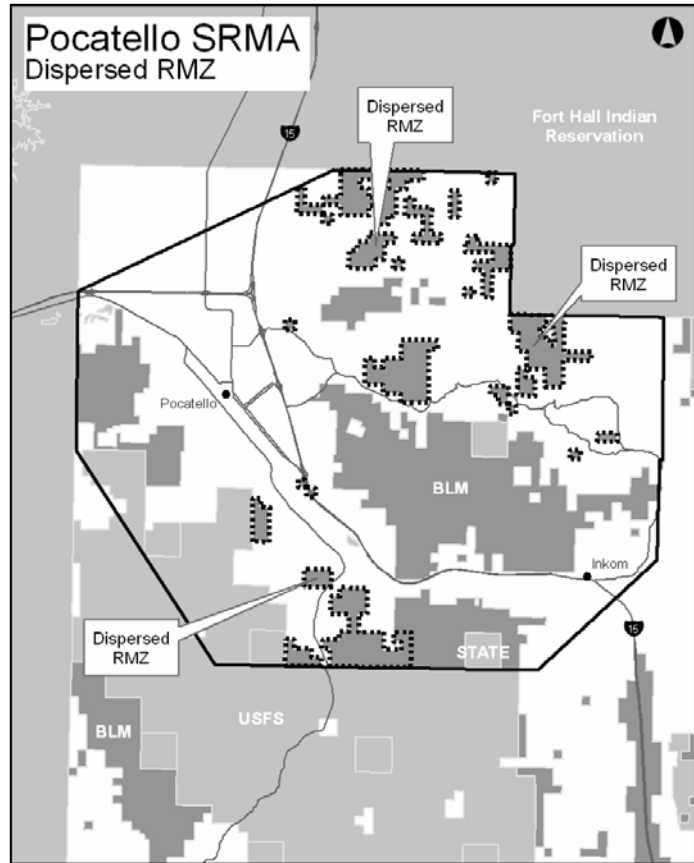 Pocatello SRMA
Dispersed RMZ
Dispersed
RMZ
15
Fort Hall Indian
Reservation
Dispersed
RMZ
Pocatello
BLM
Inkom
Dispersed
RMZ
15
STATE
USFS
BLM